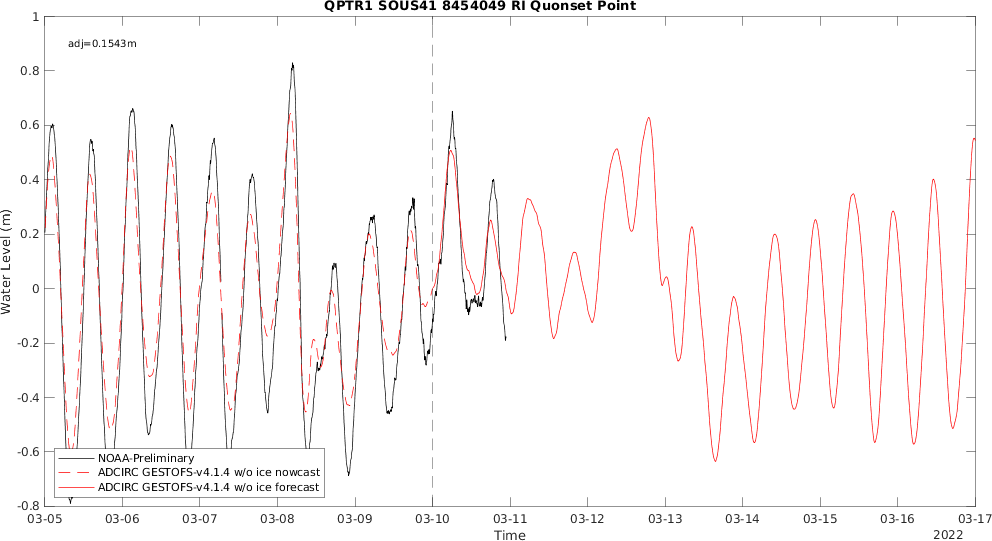 QPTR1 SOUS41 8454049 RI Quonset Point
adj=0.1543m
1
0.8
0.6
0.4
0.2
0
-0.2
-0.4
-0.6
-0.8
Water Level (m)
NOAA-Preliminary
ADCIRC GESTOFS-v4.1.4 w/o ice nowcast
ADCIRC GESTOFS-v4.1.4 w/o ice forecast
03-05 03-06 03-07 03-08 03-09 03-10 03-11 03-12 03-13 03-14 03-15 03-16 03-17
Time
2022